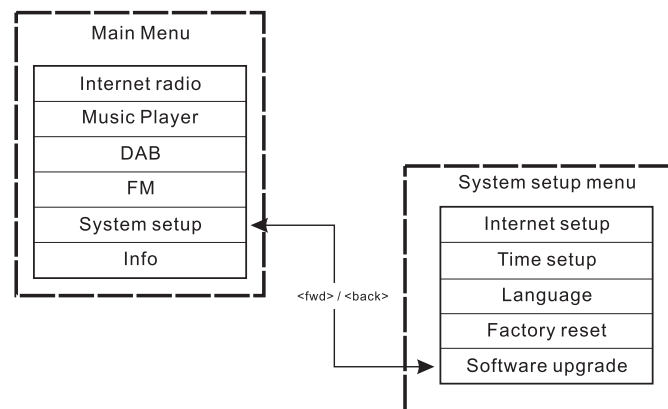 Main Menu
Internet radio
Music Player
DAB
FM
System setup
Info
<fwd> / <back>
System setup menu
Internet setup
Time setup
Language
Factory reset
Software upgrade